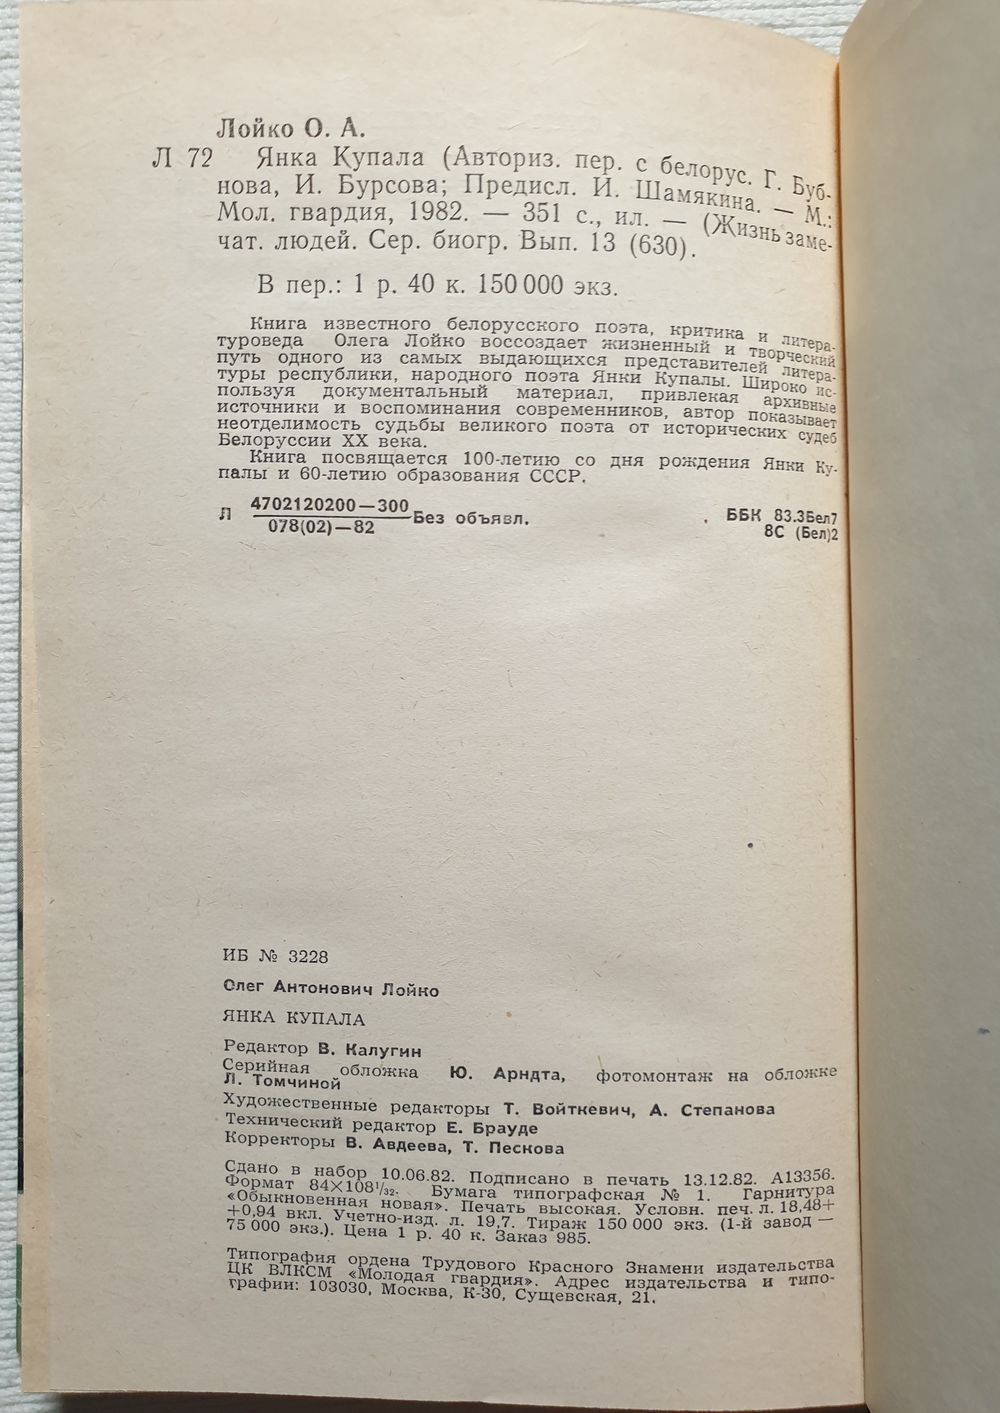 Лойко О. А.
Л 72 Янка Купала (Авториз. пер. с белорус. Г. Буб-
нова, И. Бурсова; Предисл. И. Шамякина. — М.:
Мол. гвардия, 1982. — 351 с., ил. — (Жизнь заме-
чат. людей. Сер. биогр. Вып. 13 (630).
В пер.: 1 р. 40 к. 150 000 экз.
Книга известного белорусского поэта, критика и литера-
туроведа Олега Лойко воссоздает жизненный и творческий
путь одного из самых выдающихся представителей литера-
туры республики, народного поэта Янки Купалы. Широко ис-
пользуя документальный материал, привлекая архивные
источники и воспоминания современников, автор показывает
неотделимость судьбы великого поэта от исторических судеб
Белоруссии XX века.
Книга посвящается 100-летию со дня рождения Янки Ку-
палы и 60-летию образования СССР.
Л 4702120200—300 Без объявл. ББК 83.3Бел7
078(02)—82 8С (Бел)2
ИБ № 3228
Олег Антонович Лойко
ЯНКА КУПАЛА
Редактор В. Калугин
Серийная обложка Ю. Арндта, фотомонтаж на обложке
Л. Томчиной
Художественные редакторы Т. Войткевич, А. Степанова
Технический редактор Е. Брауде
Корректоры В. Авдеева, Т. Пескова
Сдано в набор 10.06.82. Подписано в печать 13.12.82. А13356.
Формат 84×108¹/₃₂. Бумага типографская № 1. Гарнитура
«Обыкновенная новая». Печать высокая. Условн. печ. л. 18,48+
+0,94 вкл. Учетно-изд. л. 19,7. Тираж 150 000 экз. (1-й завод —
75 000 экз.). Цена 1 р. 40 к. Заказ 985.
Типография ордена Трудового Красного Знамени издательства
ЦК ВЛКСМ «Молодая гвардия». Адрес издательства и типо-
графии: 103030, Москва, К-30, Сущевская, 21.